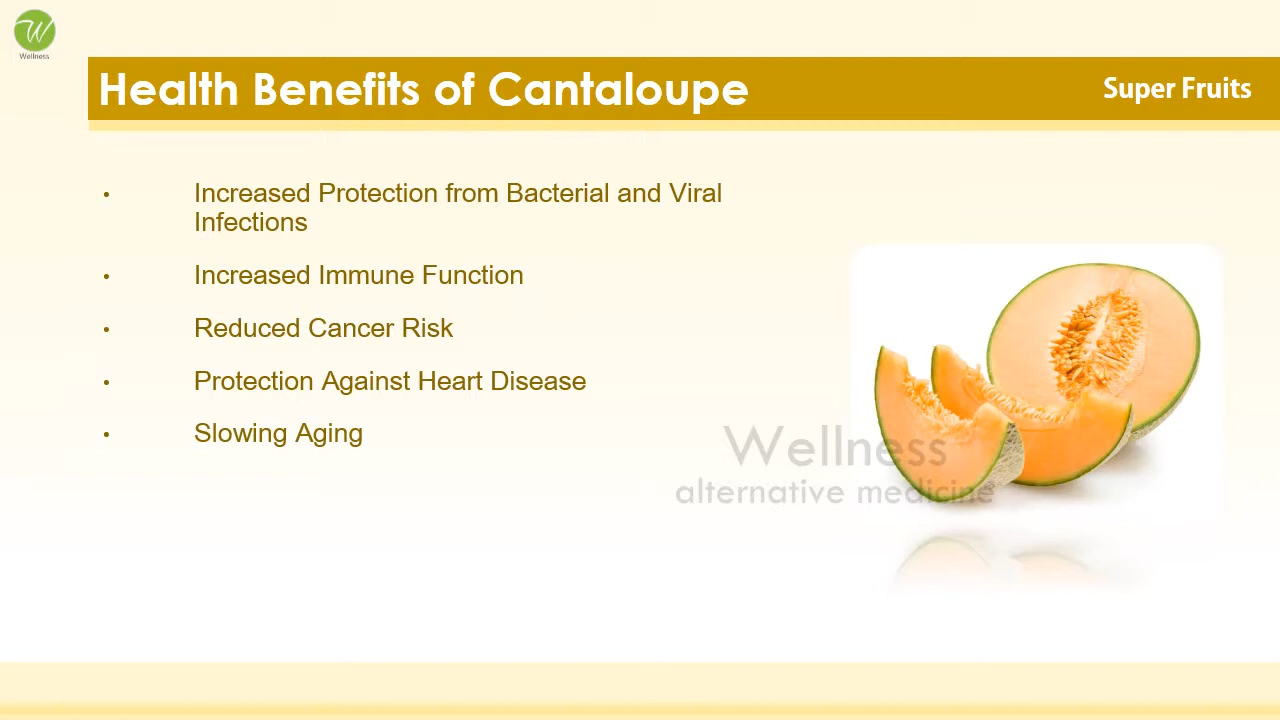 Wellness
Health Benefits of Cantaloupe
Super Fruits
• Increased Protection from Bacterial and Viral
Infections
• Increased Immune Function
• Reduced Cancer Risk
• Protection Against Heart Disease
• Slowing Aging
Wellness
alternative medicine